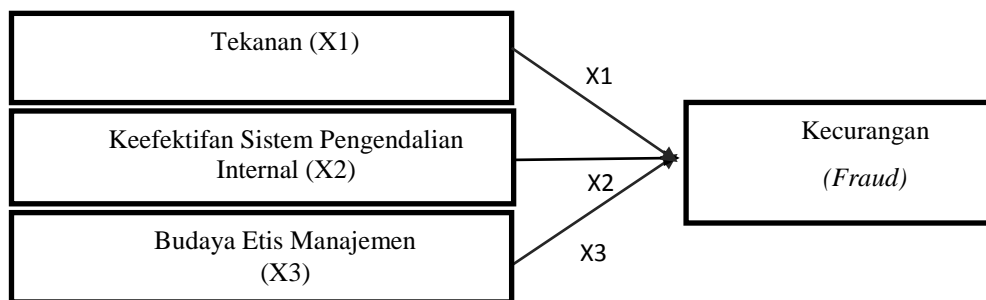 Tekanan (X1)
X1
Keefektifan Sistem Pengendalian
Internal (X2)
X2
Budaya Etis Manajemen
(X3)
X3
Kecurangan
(Fraud)